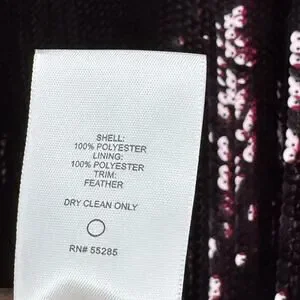 SHELL:
100% POLYESTER
LINING:
100% POLYESTER
TRIM:
FEATHER
DRY CLEAN ONLY
RN# 55285